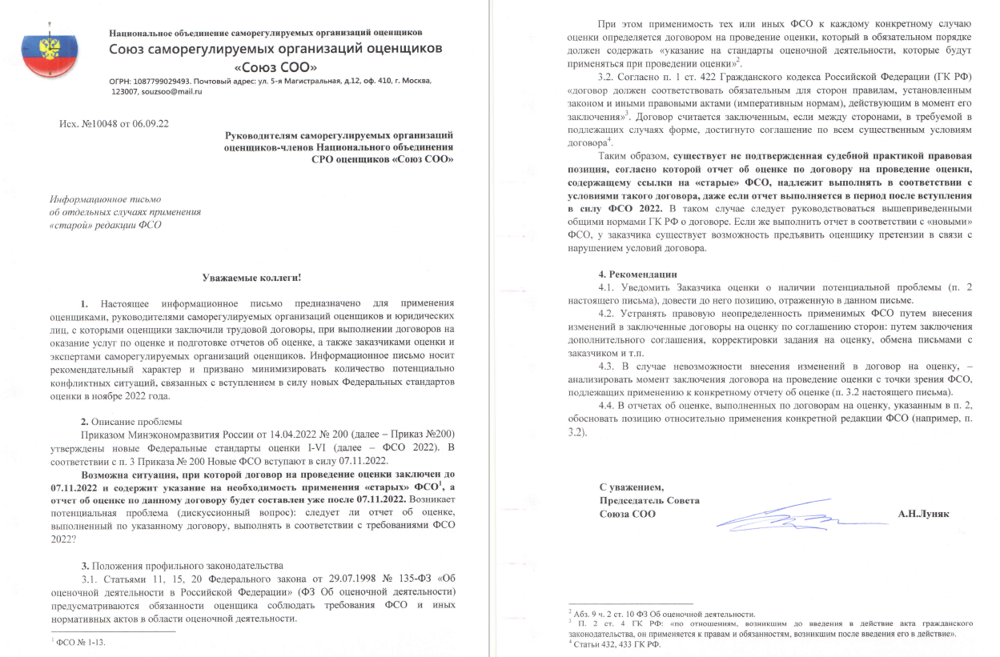 Национальное объединение саморегулируемых организаций оценщиков
Союз саморегулируемых организаций оценщиков
«Союз СОО»
ОГРН: 1087799029493. Почтовый адрес: ул. 5-я Магистральная, д.12, оф. 410, г. Москва,
123007, souzsoo@mail.ru
Исх. №10048 от 06.09.22
Руководителям саморегулируемых организаций
оценщиков-членов Национального объединения
СРО оценщиков «Союз СОО»
Информационное письмо
об отдельных случаях применения
«старой» редакции ФСО
Уважаемые коллеги!
1. Настоящее информационное письмо предназначено для применения
оценщиками, руководителями саморегулируемых организаций оценщиков и юридических
лиц, с которыми оценщики заключили трудовой договоры, при выполнении договоров на
оказание услуг по оценке и подготовке отчетов об оценке, а также заказчиками оценки и
экспертами саморегулируемых организаций оценщиков. Информационное письмо носит
рекомендательный характер и призвано минимизировать количество потенциально
конфликтных ситуаций, связанных с вступлением в силу новых Федеральных стандартов
оценки в ноябре 2022 года.
2. Описание проблемы
Приказом Минэкономразвития России от 14.04.2022 № 200 (далее – Приказ №200)
утверждены новые Федеральные стандарты оценки I-VI (далее – ФСО 2022). В
соответствии с п. 3 Приказа № 200 Новые ФСО вступают в силу 07.11.2022.
Возможна ситуация, при которой договор на проведение оценки заключен до
07.11.2022 и содержит указание на необходимость применения «старых» ФСО¹, а
отчет об оценке по данному договору будет составлен уже после 07.11.2022. Возникает
потенциальная проблема (дискуссионный вопрос): следует ли отчет об оценке,
выполненный по указанному договору, выполнять в соответствии с требованиями ФСО
2022?
3. Положения профильного законодательства
3.1. Статьями 11, 15, 20 Федерального закона от 29.07.1998 № 135-ФЗ «Об
оценочной деятельности в Российской Федерации» (ФЗ Об оценочной деятельности)
предусматриваются обязанности оценщика соблюдать требования ФСО и иных
нормативных актов в области оценочной деятельности.
¹ ФСО № 1-13.
При этом применимость тех или иных ФСО к каждому конкретному случаю
оценки определяется договором на проведение оценки, который в обязательном порядке
должен содержать «указание на стандарты оценочной деятельности, которые будут
применяться при проведении оценки»².
3.2. Согласно п. 1 ст. 422 Гражданского кодекса Российской Федерации (ГК РФ)
«договор должен соответствовать обязательным для сторон правилам, установленным
законом и иными правовыми актами (императивным нормам), действующим в момент его
заключения»³. Договор считается заключенным, если между сторонами, в требуемой в
подлежащих случаях форме, достигнуто соглашение по всем существенным условиям
договора⁴.
Таким образом, существует не подтвержденная судебной практикой правовая
позиция, согласно которой отчет об оценке по договору на проведение оценки,
содержащему ссылки на «старые» ФСО, надлежит выполнять в соответствии с
условиями такого договора, даже если отчет выполняется в период после вступления
в силу ФСО 2022. В таком случае следует руководствоваться вышеприведенными
общими нормами ГК РФ о договоре. Если же выполнить отчет в соответствии с «новыми»
ФСО, у заказчика существует возможность предъявить оценщику претензии в связи с
нарушением условий договора.
4. Рекомендации
4.1. Уведомить Заказчика оценки о наличии потенциальной проблемы (п. 2
настоящего письма), довести до него позицию, отраженную в данном письме.
4.2. Устранять правовую неопределенность применимых ФСО путем внесения
изменений в заключенные договоры на оценку по соглашению сторон: путем заключения
дополнительного соглашения, корректировки задания на оценку, обмена письмами с
заказчиком и т.п.
4.3. В случае невозможности внесения изменений в договор на оценку, –
анализировать момент заключения договора на проведение оценки с точки зрения ФСО,
подлежащих применению к конкретному отчету об оценке (п. 3.2 настоящего письма).
4.4. В отчетах об оценке, выполненных по договорам на оценку, указанным в п. 2,
обосновать позицию относительно применения конкретной редакции ФСО (например, п.
3.2).
С уважением,
Председатель Совета
Союза СОО А.Н.Луняк
² Абз. 9 ч. 2 ст. 10 ФЗ Об оценочной деятельности.
³ П. 2 ст. 4 ГК РФ: «по отношениям, возникшим до введения в действие акта гражданского
законодательства, он применяется к правам и обязанностям, возникшим после введения его в действие».
⁴ Статьи 432, 433 ГК РФ.